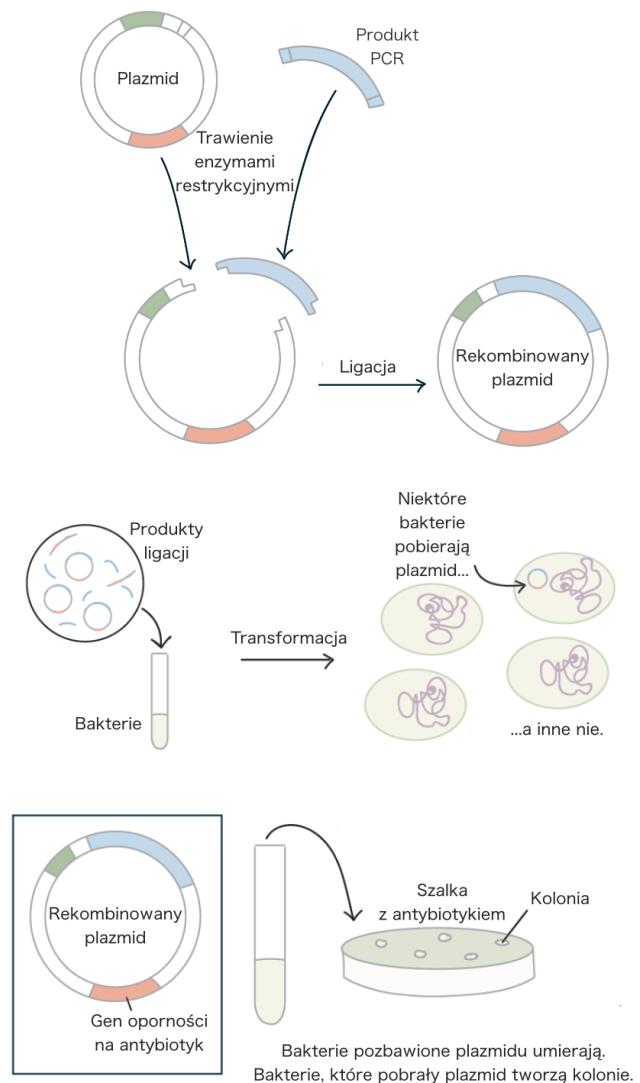 Plazmid
Produkt
PCR
Trawienie
enzymami
restrykcyjnymi
Ligacja
Rekombinowany
plazmid
Produkty
ligacji
Bakterie
Transformacja
Niektóre
bakterie
pobierają
plazmid...
...a inne nie.
Rekombinowany
plazmid
Gen oporności
na antybiotyk
Szalka
z antybiotykiem
Kolonia
Bakterie pozbawione plazmidu umierają.
Bakterie, które pobrały plazmid tworzą kolonie.